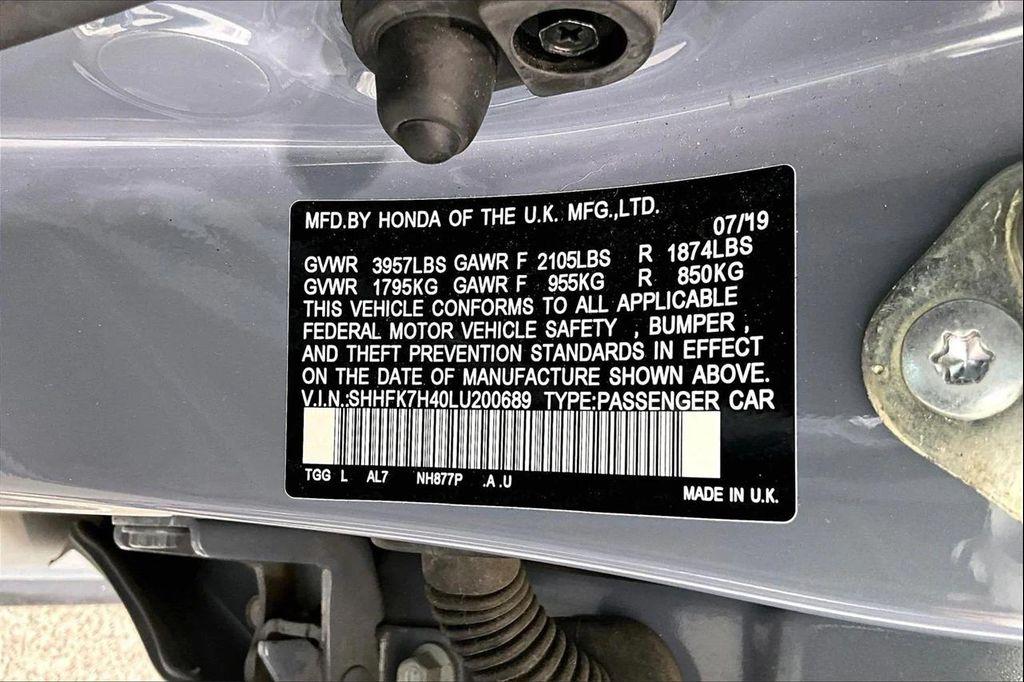 MFD.BY HONDA OF THE U.K. MFG.,LTD.
07/19
GVWR 3957LBS GAWR F 2105LBS R 1874LBS
GVWR 1795KG GAWR F 955KG R 850KG
THIS VEHICLE CONFORMS TO ALL APPLICABLE
FEDERAL MOTOR VEHICLE SAFETY , BUMPER ,
AND THEFT PREVENTION STANDARDS IN EFFECT
ON THE DATE OF MANUFACTURE SHOWN ABOVE.
V.I.N.:SHHFK7H40LU200689 TYPE:PASSENGER CAR
TGG L AL7 NH877P .A .U
MADE IN U.K.